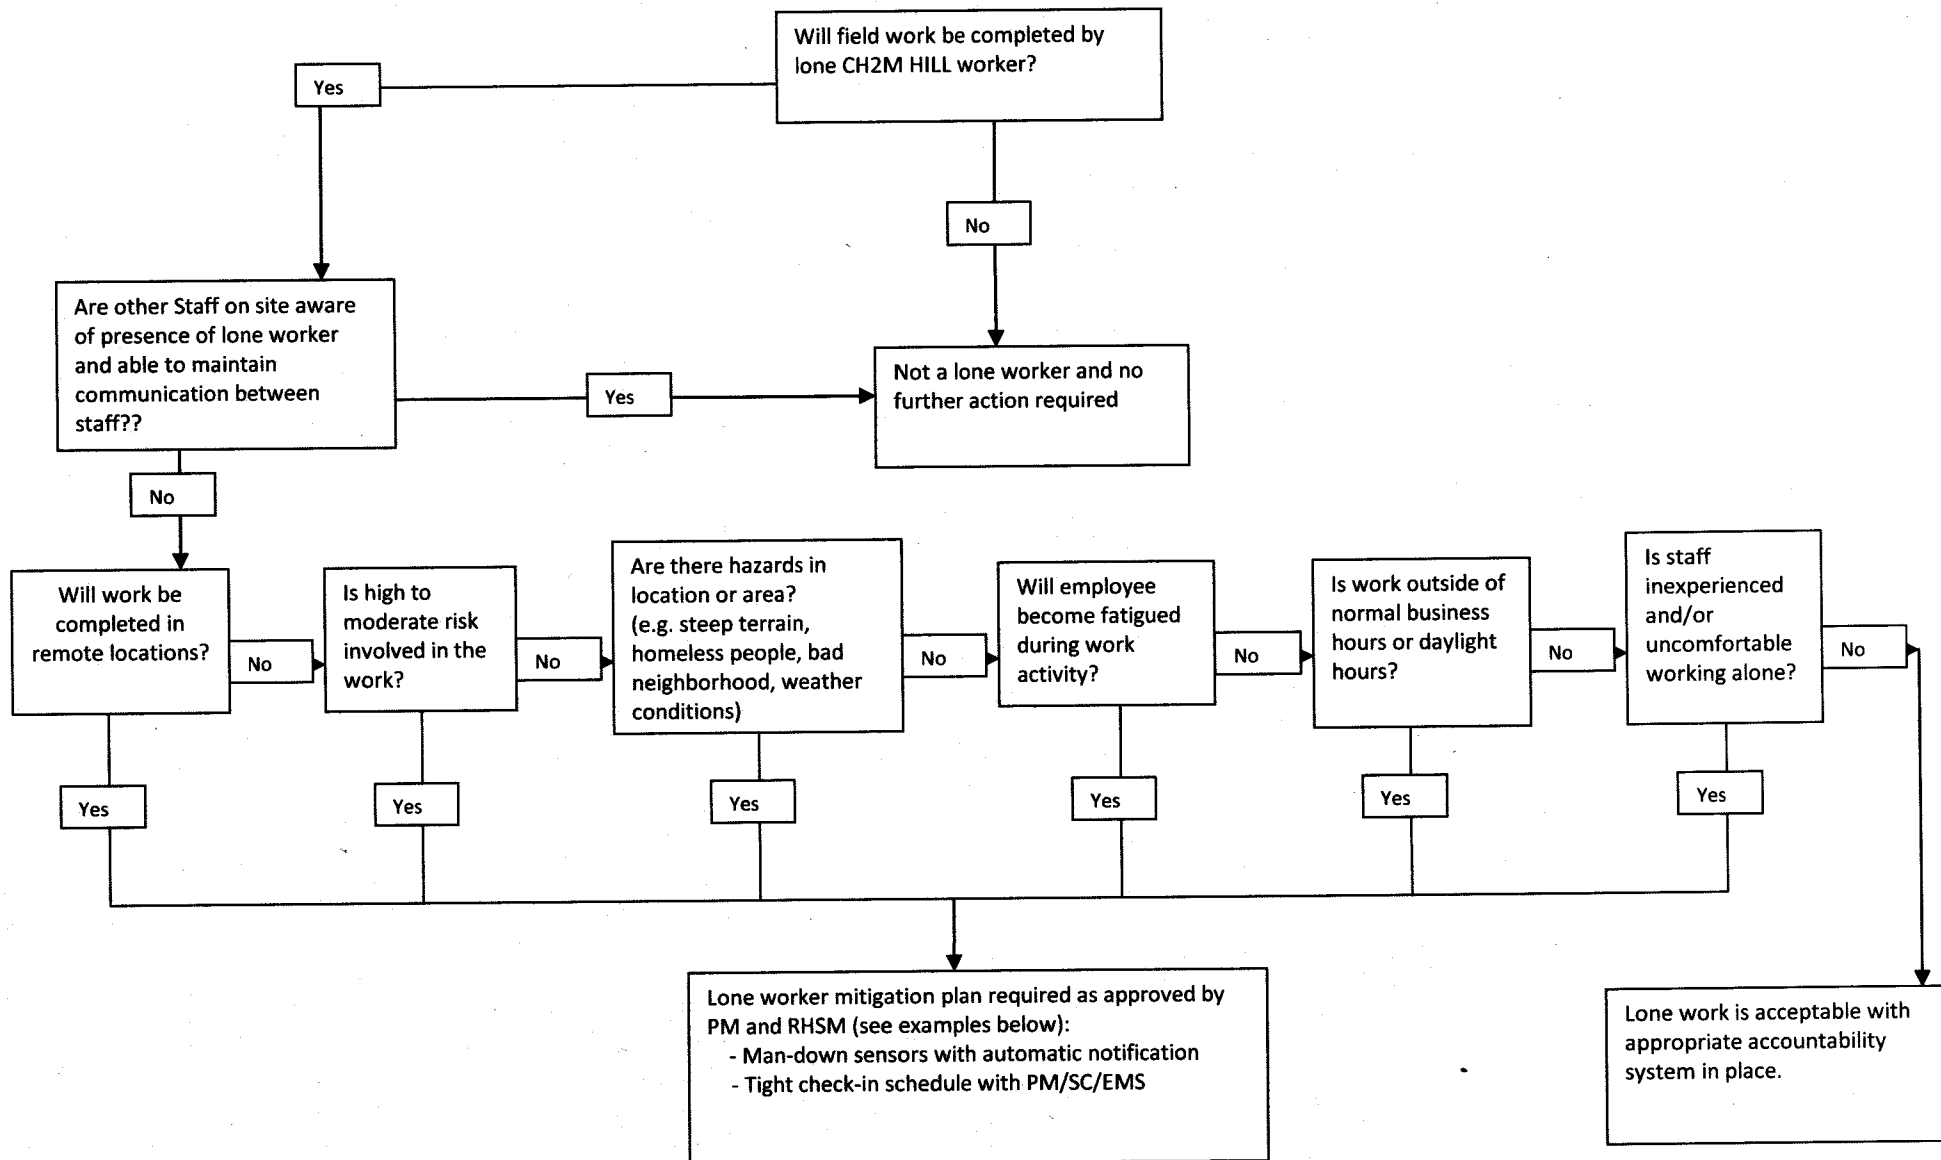 Will field work be completed by
lone CH2M HILL worker?
Yes
No
Are other Staff on site aware
of presence of lone worker
and able to maintain
communication between
staff??
Yes
Not a lone worker and no
further action required
No
Will work be
completed in
remote locations?
No
Is high to
moderate risk
involved in the
work?
No
Are there hazards in
location or area?
(e.g. steep terrain,
homeless people, bad
neighborhood, weather
conditions)
No
Will employee
become fatigued
during work
activity?
No
Is work outside of
normal business
hours or daylight
hours?
No
Is staff
inexperienced
and/or
uncomfortable
working alone?
No
Yes
Yes
Yes
Yes
Yes
Yes
Lone worker mitigation plan required as approved by
PM and RHSM (see examples below):
- Man-down sensors with automatic notification
- Tight check-in schedule with PM/SC/EMS
Lone work is acceptable with
appropriate accountability
system in place.